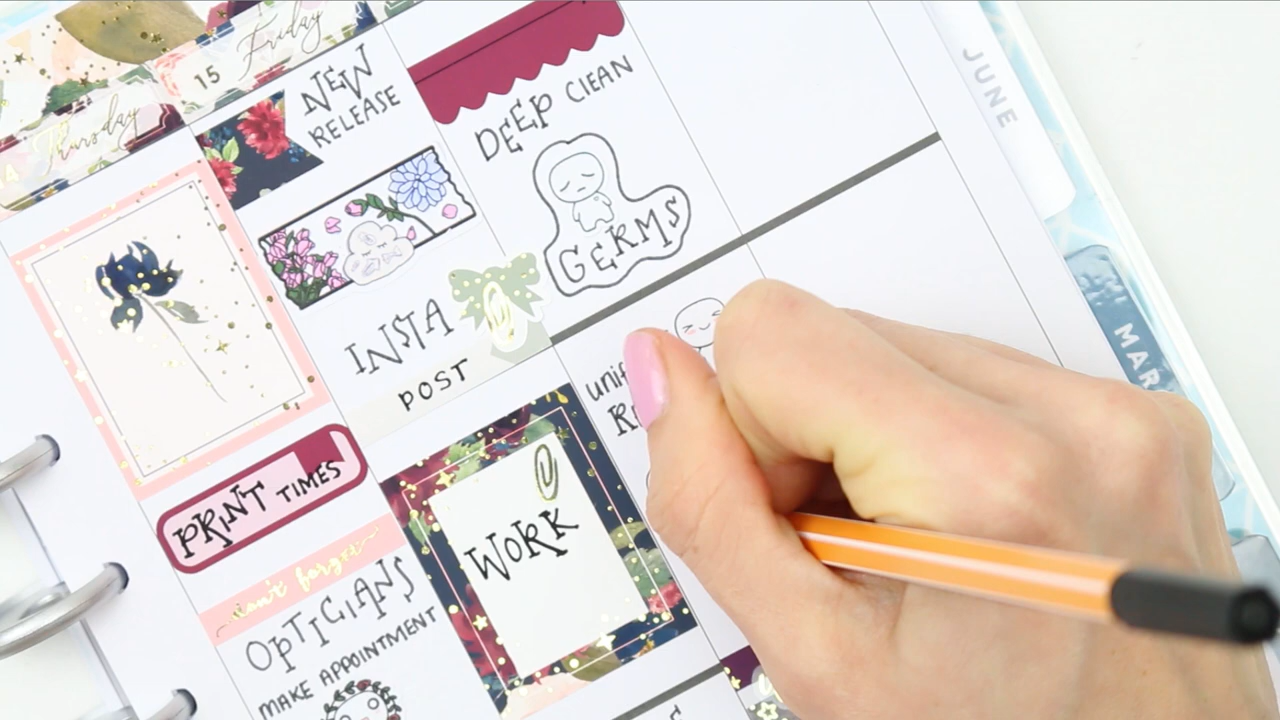 15 Friday
Thursday
JUNE
NEW
RELEASE
DEEP CLEAN
GERMS
INSTA
POST
MAR
PRINT TIMES
WORK
don't forget
OPTICIANS
MAKE APPOINTMENT